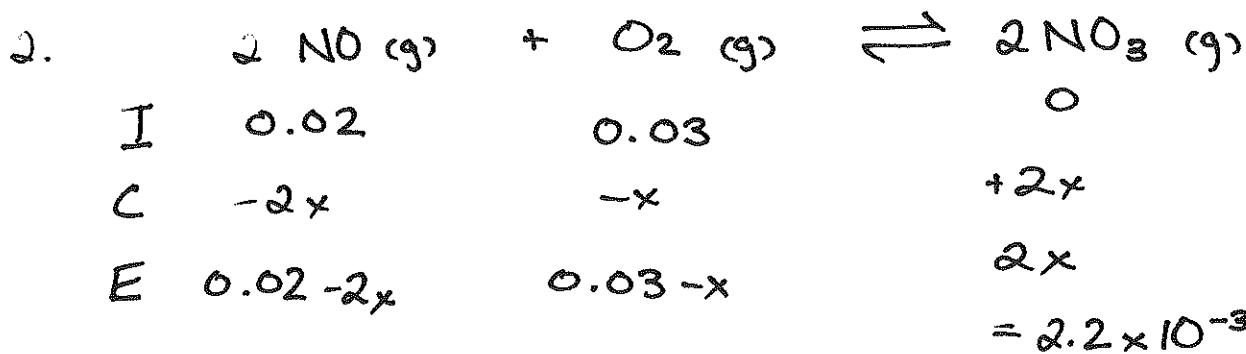 2. 2 NO (g) + O₂ (g) ⇌ 2 NO₃ (g)
I 0.02 0.03 0
C -2x -x +2x
E 0.02-2x 0.03-x 2x
= 2.2 x 10⁻³